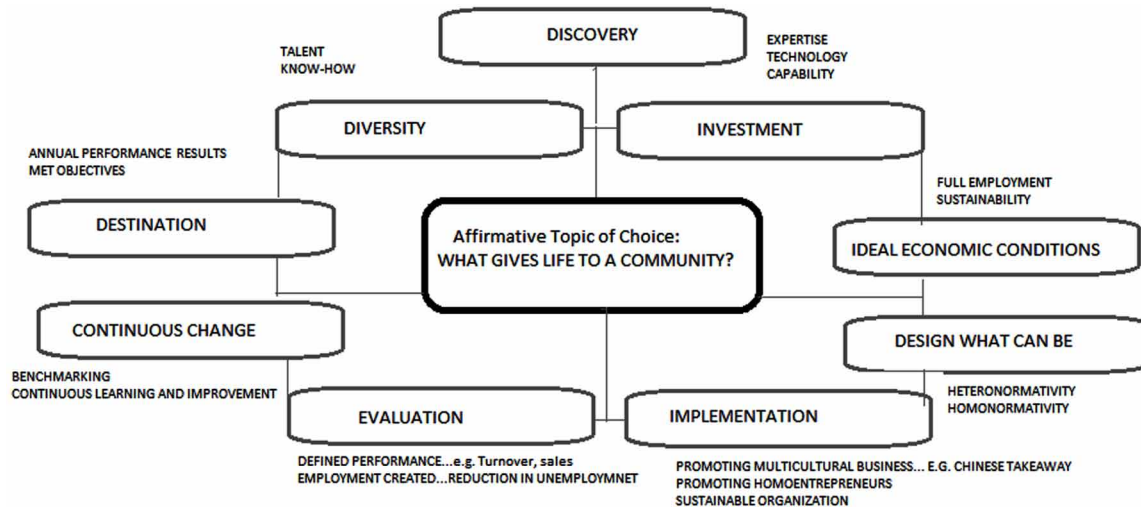 DISCOVERY
TALENT
KNOW-HOW
EXPERTISE
TECHNOLOGY
CAPABILITY
DIVERSITY
INVESTMENT
ANNUAL PERFORMANCE RESULTS
MET OBJECTIVES
FULL EMPLOYMENT
SUSTAINABILITY
DESTINATION
Affirmative Topic of Choice:
WHAT GIVES LIFE TO A COMMUNITY?
IDEAL ECONOMIC CONDITIONS
CONTINUOUS CHANGE
DESIGN WHAT CAN BE
BENCHMARKING
CONTINUOUS LEARNING AND IMPROVEMENT
HETERONORMATIVITY
HOMONORMATIVITY
EVALUATION
IMPLEMENTATION
DEFINED PERFORMANCE...e.g. Turnover, sales
EMPLOYMENT CREATED...REDUCTION IN UNEMPLOYMNET
PROMOTING MULTICULTURAL BUSINESS... E.G. CHINESE TAKEAWAY
PROMOTING HOMOENTREPRENEURS
SUSTAINABLE ORGANIZATION